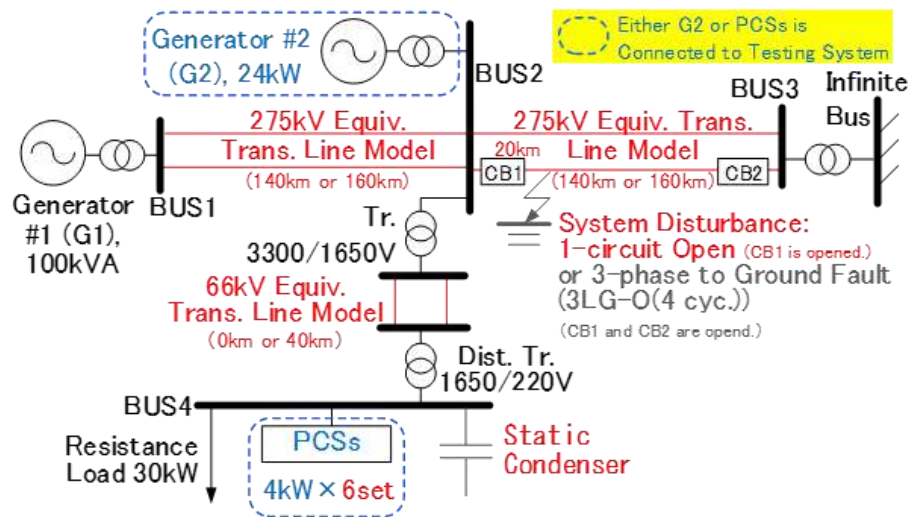 Generator #2
(G2), 24kW
Either G2 or PCSs is
Connected to Testing System
BUS2
BUS3
Infinite
Bus
275kV Equiv.
Trans. Line Model
(140km or 160km)
275kV Equiv. Trans.
20km
Line Model
(140km or 160km)
CB1
CB2
BUS1
Generator
#1 (G1),
100kVA
Tr.
3300/1650V
System Disturbance:
1-circuit Open (CB1 is opened.)
or 3-phase to Ground Fault
(3LG-O(4 cyc.))
(CB1 and CB2 are opend.)
66kV Equiv.
Trans. Line Model
(0km or 40km)
Dist. Tr.
1650/220V
BUS4
Resistance
Load 30kW
PCSs
4kW × 6set
Static
Condenser